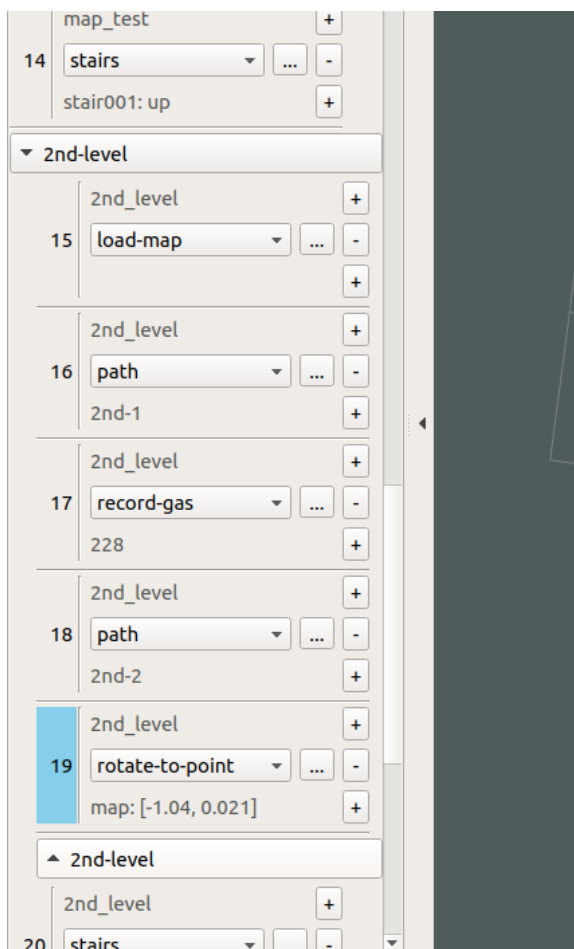 map_test
+
14 stairs ... -
stair001: up
+
2nd-level
2nd_level
+
15 load-map ... -
+
2nd_level
+
16 path ... -
2nd-1
+
2nd_level
+
17 record-gas ... -
228
+
2nd_level
+
18 path ... -
2nd-2
+
2nd_level
+
19 rotate-to-point ... -
map: [-1.04, 0.021]
+
2nd-level
2nd_level
+
20 stairs ... -